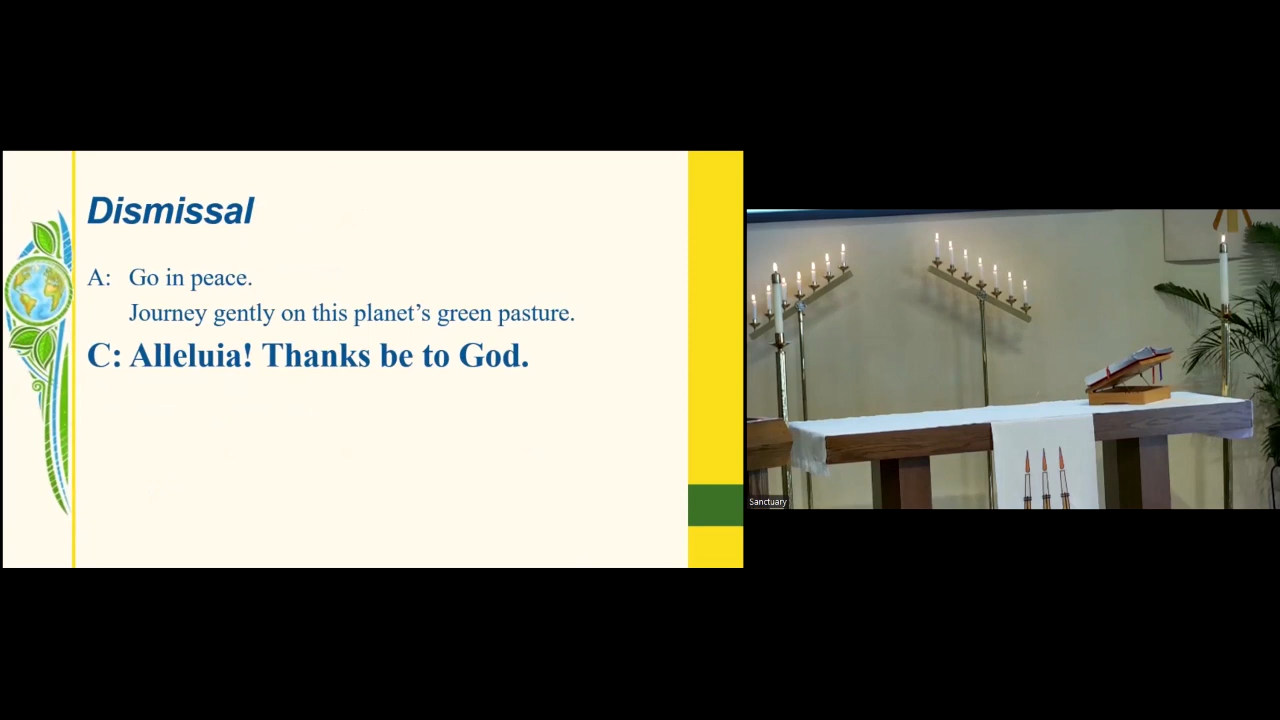 Dismissal
A: Go in peace.
Journey gently on this planet’s green pasture.
C: Alleluia! Thanks be to God.
Sanctuary